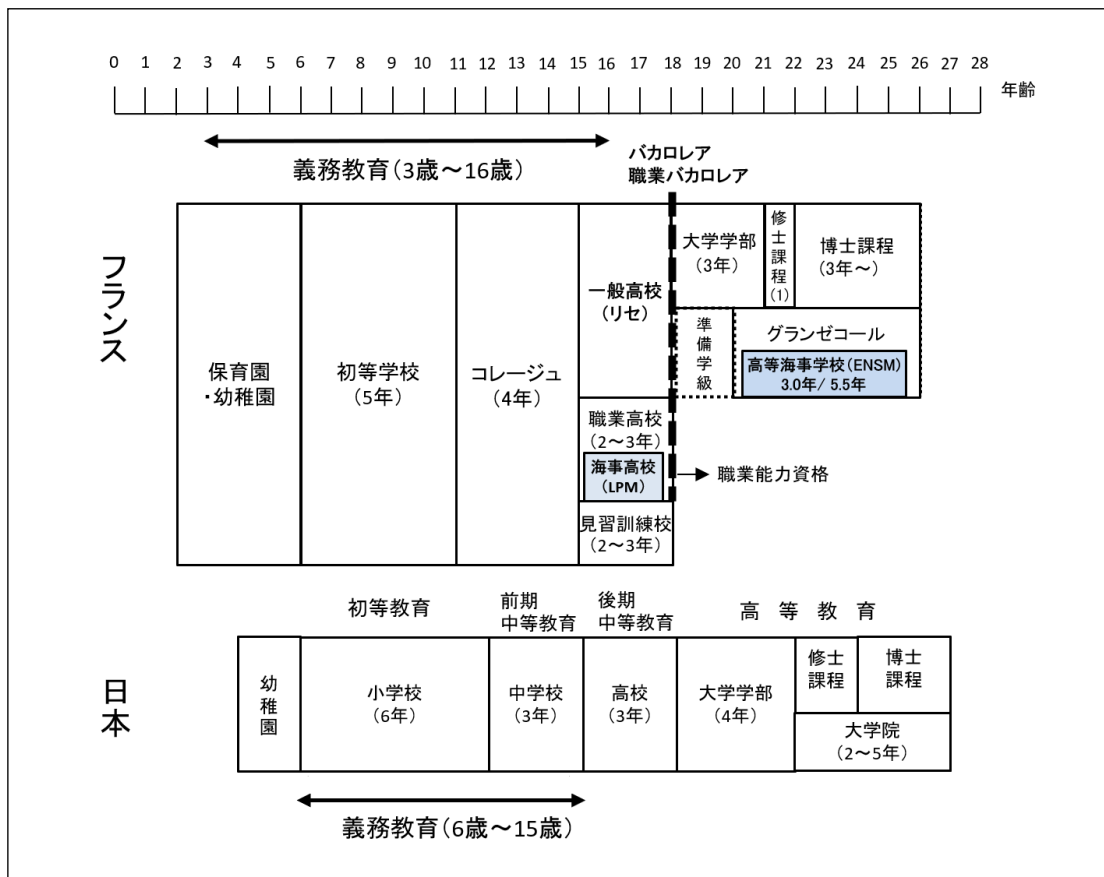 0 1 2 3 4 5 6 7 8 9 10 11 12 13 14 15 16 17 18 19 20 21 22 23 24 25 26 27 28
年齢
義務教育(3歳～16歳)
バカロレア
職業バカロレア
フランス
保育園
・幼稚園
初等学校
(5年)
コレージュ
(4年)
一般高校
(リセ)
職業高校
(2～3年)
海事高校
(LPM)
見習訓練校
(2～3年)
大学学部
(3年)
修士課程(1)
博士課程
(3年～)
準備学級
グランゼコール
高等海事学校(ENSM)
3.0年/ 5.5年
職業能力資格
初等教育
前期
中等教育
後期
中等教育
高等教育
日本
幼稚園
小学校
(6年)
中学校
(3年)
高校
(3年)
大学学部
(4年)
修士
課程
博士
課程
大学院
(2～5年)
義務教育(6歳～15歳)